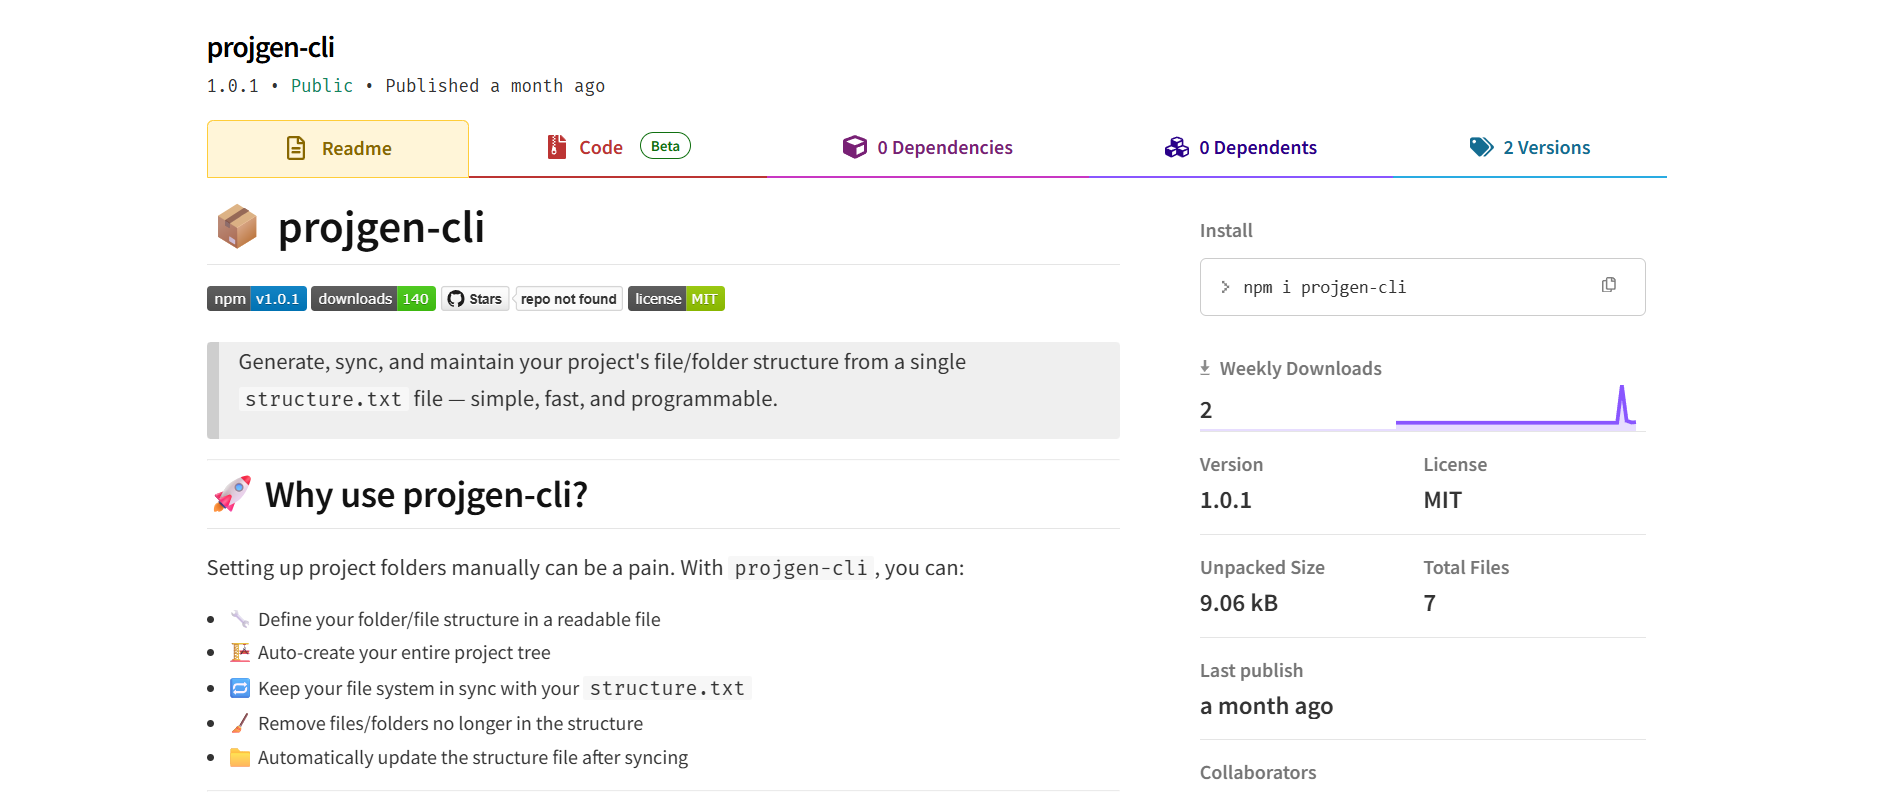 projgen-cli
1.0.1 • Public • Published a month ago
Readme
Code Beta
0 Dependencies
0 Dependents
2 Versions
projgen-cli
npm v1.0.1 downloads 140 Stars repo not found license MIT
Generate, sync, and maintain your project's file/folder structure from a single
structure.txt file — simple, fast, and programmable.
Why use projgen-cli?
Setting up project folders manually can be a pain. With projgen-cli, you can:
• Define your folder/file structure in a readable file
• Auto-create your entire project tree
• Keep your file system in sync with your structure.txt
• Remove files/folders no longer in the structure
• Automatically update the structure file after syncing
Install
> npm i projgen-cli
Weekly Downloads
2
Version
1.0.1
License
MIT
Unpacked Size
9.06 kB
Total Files
7
Last publish
a month ago
Collaborators